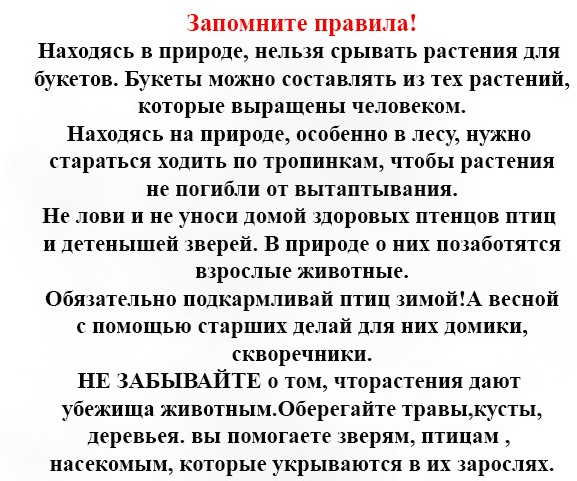 Запомните правила!
Находясь в природе, нельзя срывать растения для
букетов. Букеты можно составлять из тех растений,
которые выращены человеком.
Находясь на природе, особенно в лесу, нужно
стараться ходить по тропинкам, чтобы растения
не погибли от вытаптывания.
Не лови и не уноси домой здоровых птенцов птиц
и детенышей зверей. В природе о них позаботятся
взрослые животные.
Обязательно подкармливай птиц зимой!А весной
с помощью старших делай для них домики,
скворечники.
НЕ ЗАБЫВАЙТЕ о том, чторастения дают
убежища животным.Оберегайте травы,кусты,
деревьея. вы помогаете зверям, птицам ,
насекомым, которые укрываются в их зарослях.